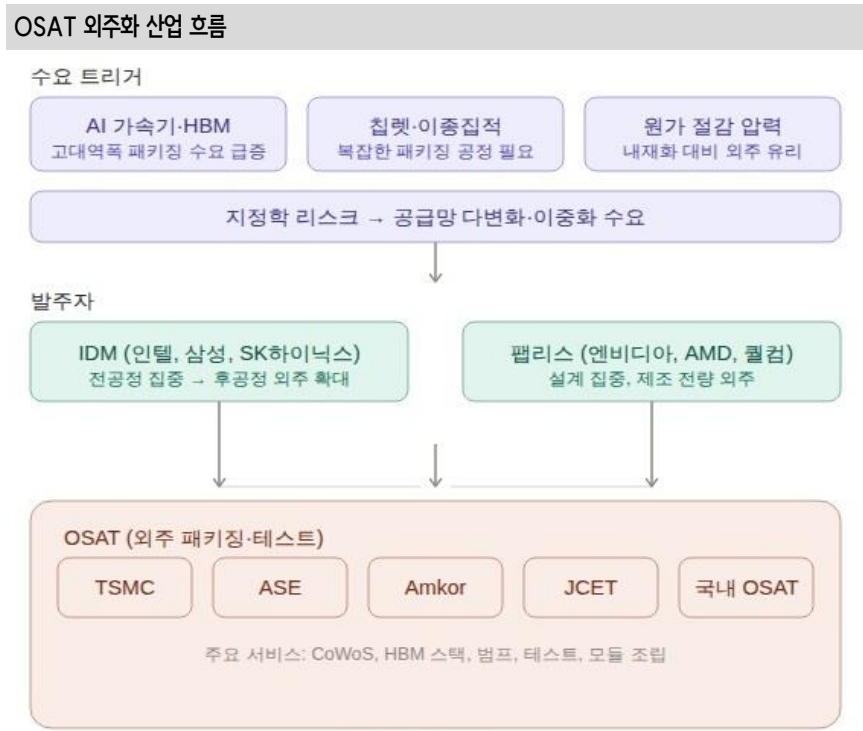 OSAT 외주화 산업 흐름
수요 트리거
AI 가속기·HBM
고대역폭 패키징 수요 급증
칩렛·이종집적
복잡한 패키징 공정 필요
원가 절감 압력
내재화 대비 외주 유리
지정학 리스크 → 공급망 다변화·이중화 수요
발주자
IDM (인텔, 삼성, SK하이닉스)
전공정 집중 → 후공정 외주 확대
팹리스 (엔비디아, AMD, 퀄컴)
설계 집중, 제조 전량 외주
OSAT (외주 패키징·테스트)
TSMC
ASE
Amkor
JCET
국내 OSAT
주요 서비스: CoWoS, HBM 스택, 범프, 테스트, 모듈 조립